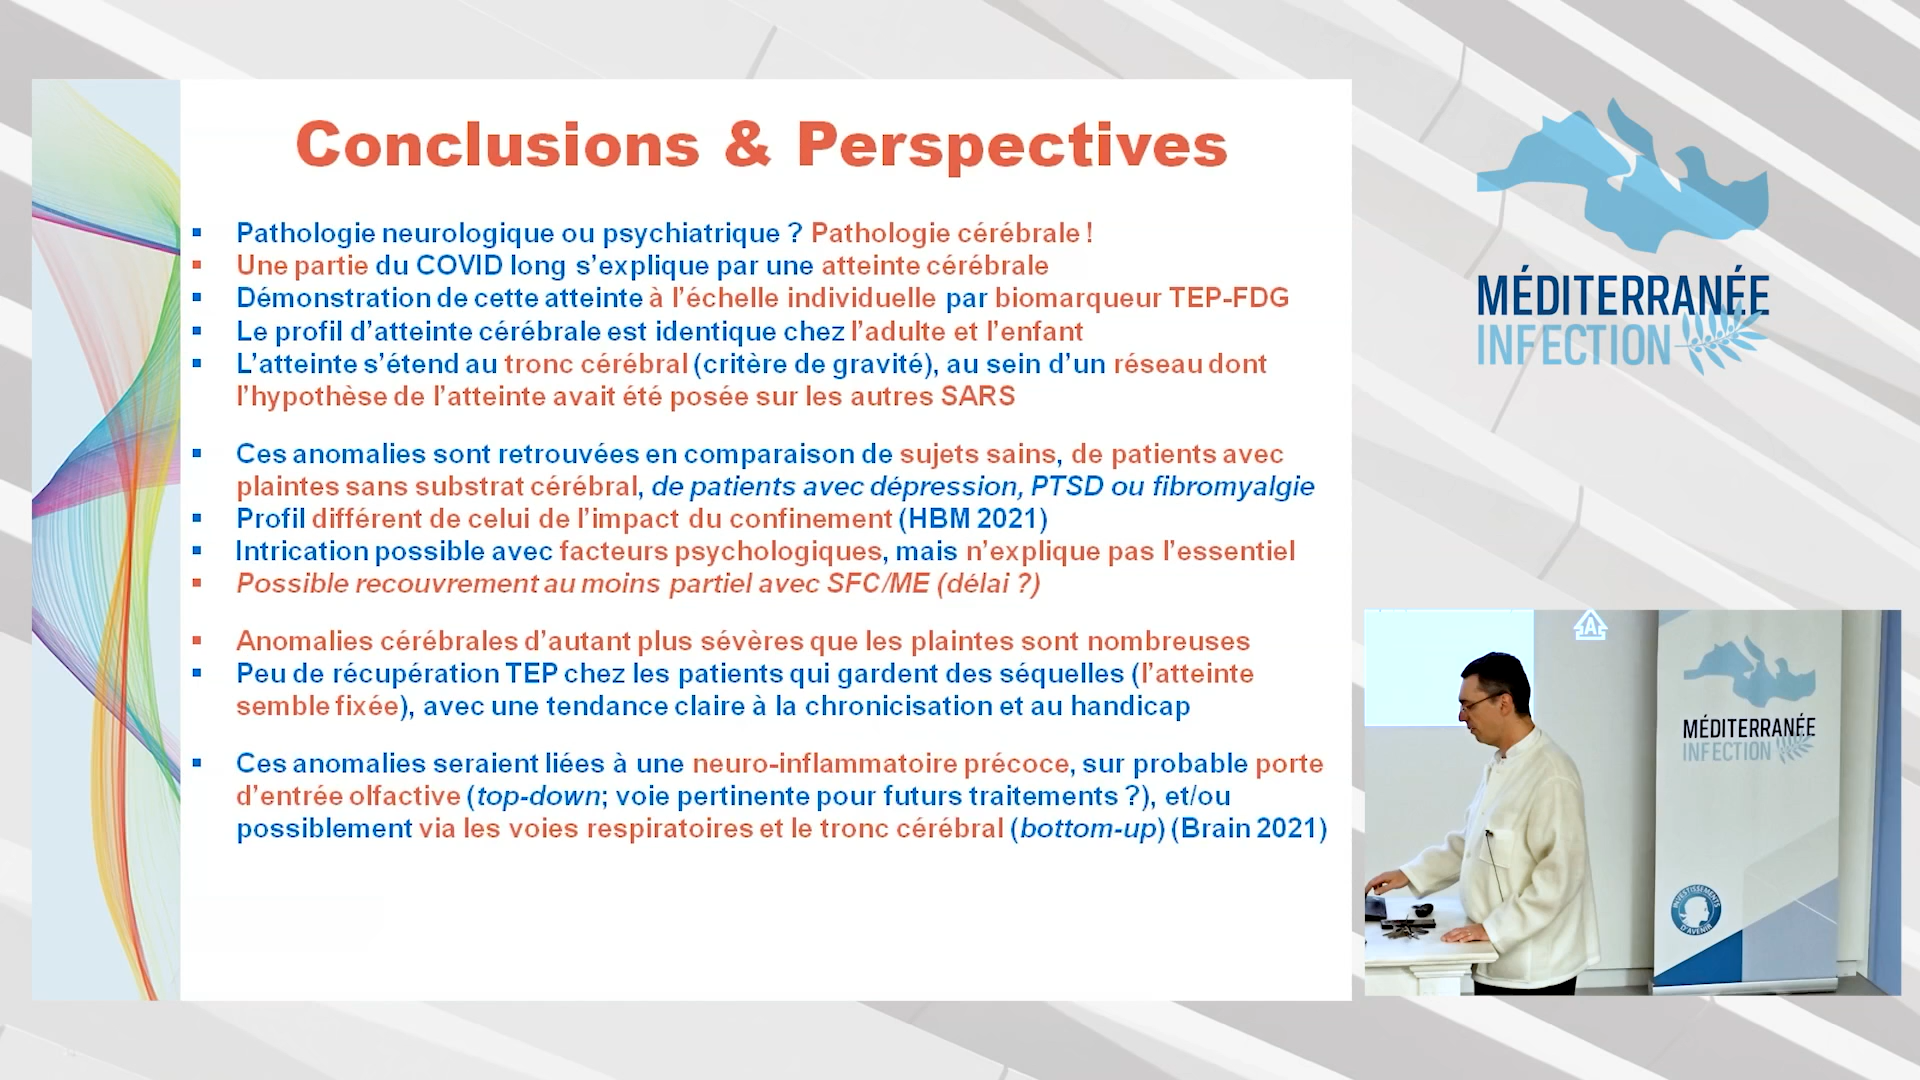 Conclusions & Perspectives
Pathologie neurologique ou psychiatrique ? Pathologie cérébrale !
Une partie du COVID long s'explique par une atteinte cérébrale
Démonstration de cette atteinte à l'échelle individuelle par biomarqueur TEP-FDG
Le profil d'atteinte cérébrale est identique chez l'adulte et l'enfant
L'atteinte s'étend au tronc cérébral (critère de gravité), au sein d'un réseau dont
l'hypothèse de l'atteinte avait été posée sur les autres SARS
Ces anomalies sont retrouvées en comparaison de sujets sains, de patients avec
plaintes sans substrat cérébral, de patients avec dépression, PTSD ou fibromyalgie
Profil différent de celui de l'impact du confinement (HBM 2021)
Intrication possible avec facteurs psychologiques, mais n'explique pas l'essentiel
Possible recouvrement au moins partiel avec SFC/ME (délai ?)
Anomalies cérébrales d'autant plus sévères que les plaintes sont nombreuses
Peu de récupération TEP chez les patients qui gardent des séquelles (l'atteinte
semble fixée), avec une tendance claire à la chronicisation et au handicap
Ces anomalies seraient liées à une neuro-inflammatoire précoce, sur probable porte
d'entrée olfactive (top-down; voie pertinente pour futurs traitements ?), et/ou
possiblement via les voies respiratoires et le tronc cérébral (bottom-up) (Brain 2021)
MÉDITERRANÉE
INFECTION
A
MÉDITERRANÉE
INFECTION
INVESTISSEMENTS
D'AVENIR